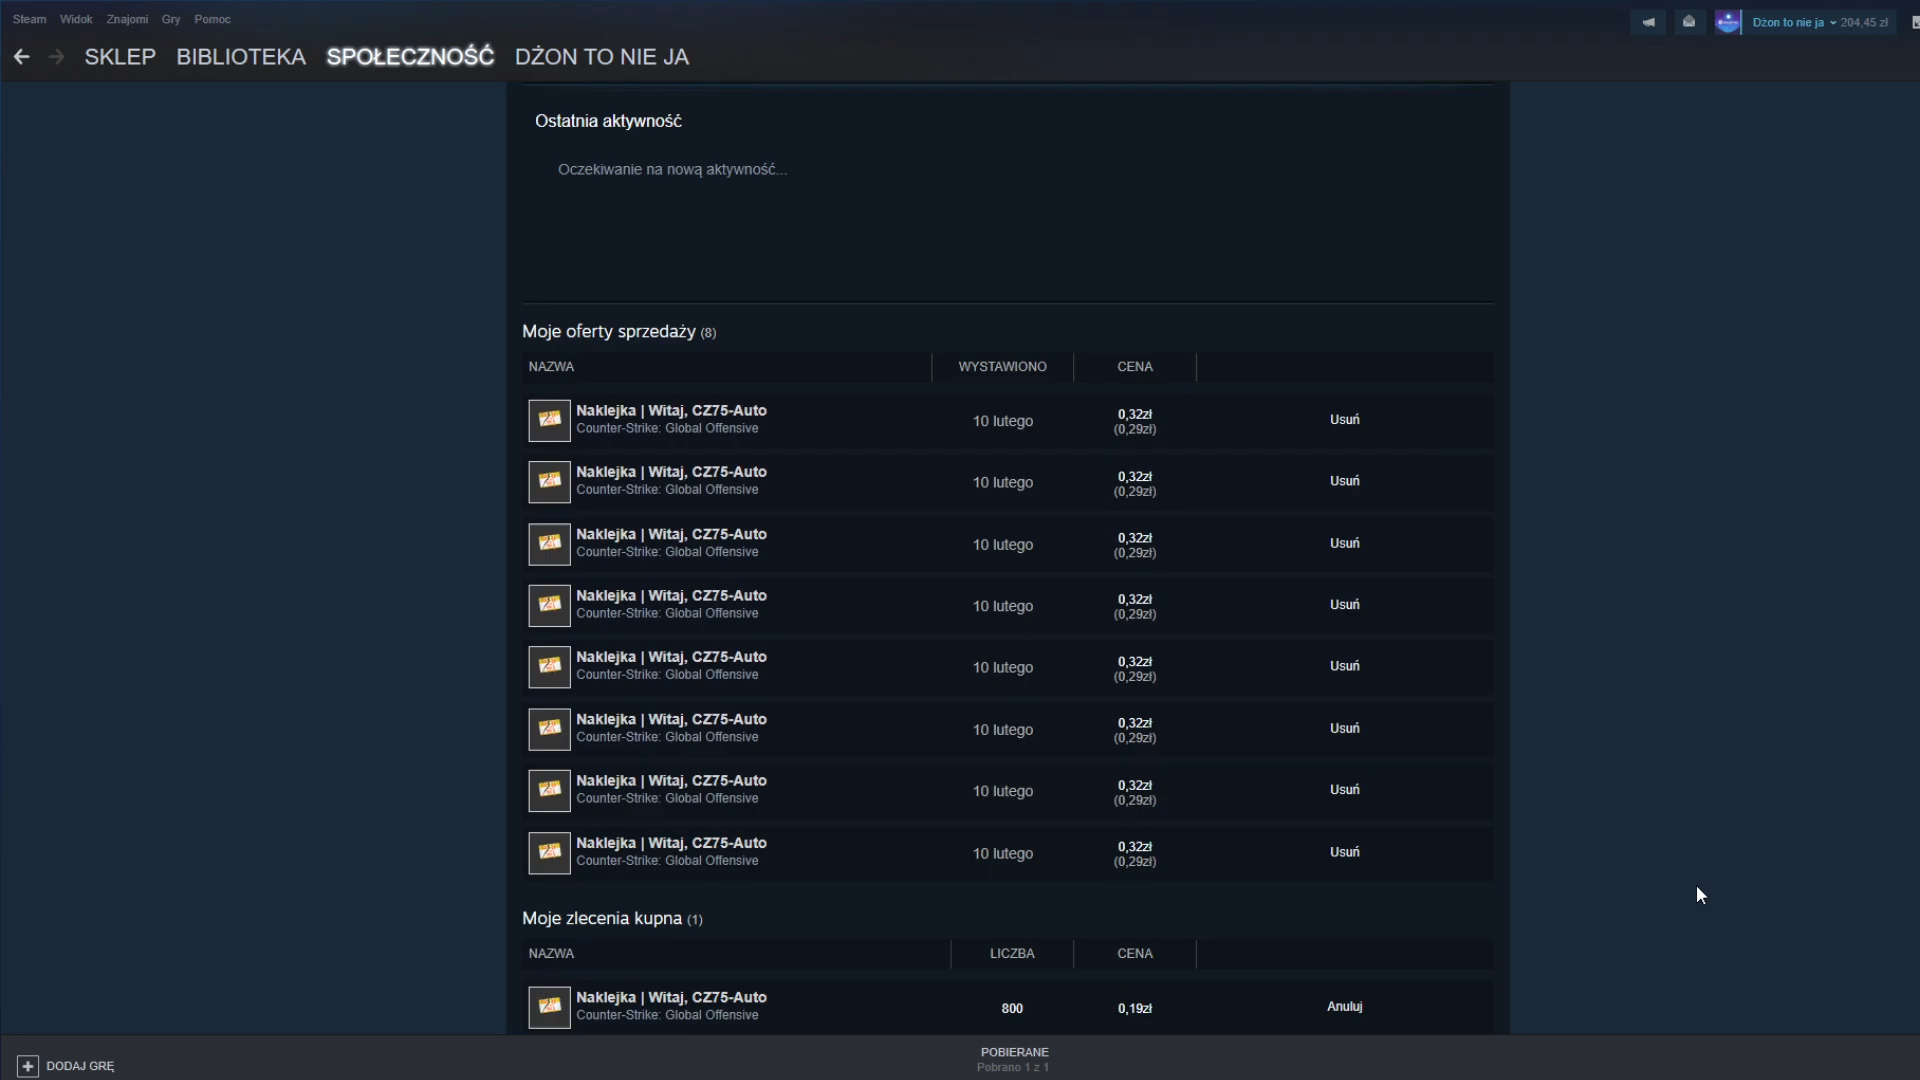 Steam Widok Znajomi Gry Pomoc
Dżon to nie ja 204,45 zł
SKLEP BIBLIOTEKA SPOŁECZNOŚĆ DŻON TO NIE JA
Ostatnia aktywność
Oczekiwanie na nową aktywność...
Moje oferty sprzedaży (8)
NAZWA WYSTAWIONO CENA
Naklejka | Witaj, CZ75-Auto
Counter-Strike: Global Offensive
10 lutego
0,32zł
(0,29zł)
Usuń
Naklejka | Witaj, CZ75-Auto
Counter-Strike: Global Offensive
10 lutego
0,32zł
(0,29zł)
Usuń
Naklejka | Witaj, CZ75-Auto
Counter-Strike: Global Offensive
10 lutego
0,32zł
(0,29zł)
Usuń
Naklejka | Witaj, CZ75-Auto
Counter-Strike: Global Offensive
10 lutego
0,32zł
(0,29zł)
Usuń
Naklejka | Witaj, CZ75-Auto
Counter-Strike: Global Offensive
10 lutego
0,32zł
(0,29zł)
Usuń
Naklejka | Witaj, CZ75-Auto
Counter-Strike: Global Offensive
10 lutego
0,32zł
(0,29zł)
Usuń
Naklejka | Witaj, CZ75-Auto
Counter-Strike: Global Offensive
10 lutego
0,32zł
(0,29zł)
Usuń
Naklejka | Witaj, CZ75-Auto
Counter-Strike: Global Offensive
10 lutego
0,32zł
(0,29zł)
Usuń
Moje zlecenia kupna (1)
NAZWA LICZBA CENA
Naklejka | Witaj, CZ75-Auto
Counter-Strike: Global Offensive
800
0,19zł
Anuluj
DODAJ GRĘ
POBIERANE
Pobrano 1 z 1